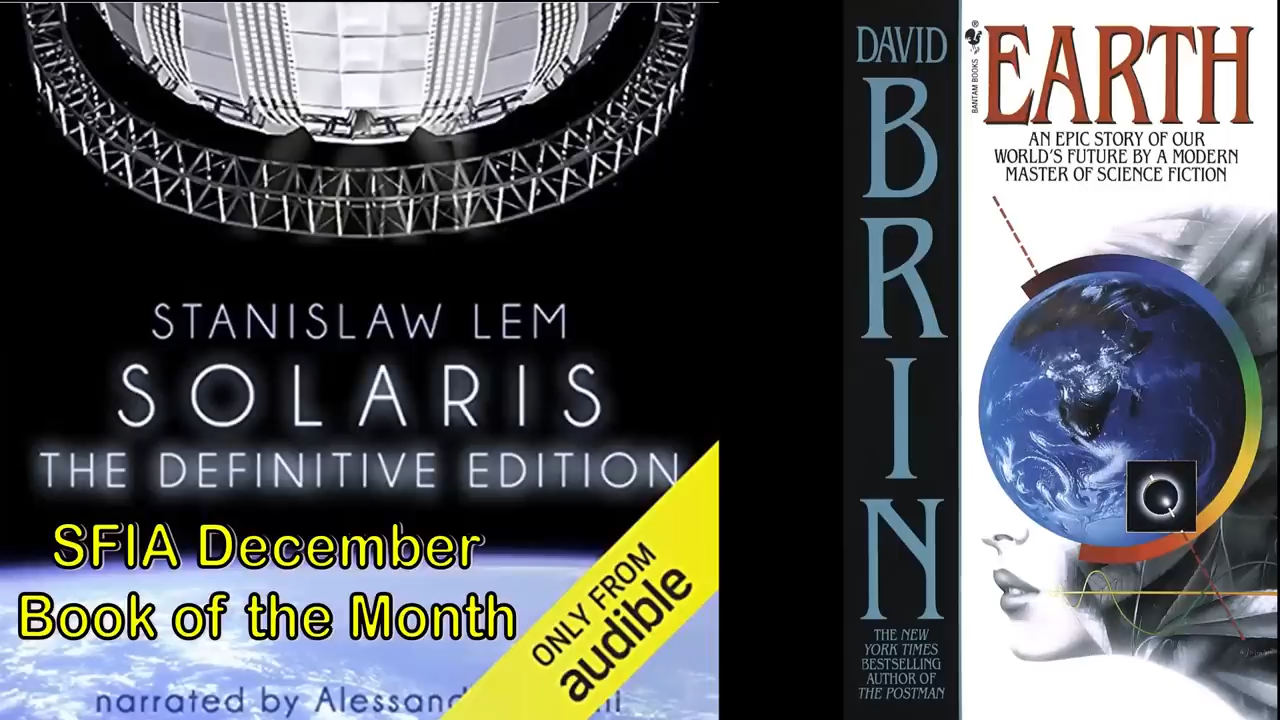 STANISLAW LEM
SOLARIS
THE DEFINITIVE EDITION
SFIA December
Book of the Month
ONLY FROM
audible
narrated by
DAVID
BRIN
THE NEW
YORK TIMES
BESTSELLING
AUTHOR OF
THE POSTMAN
BANTAM BOOKS
EARTH
AN EPIC STORY OF OUR
WORLD'S FUTURE BY A MODERN
MASTER OF SCIENCE FICTION